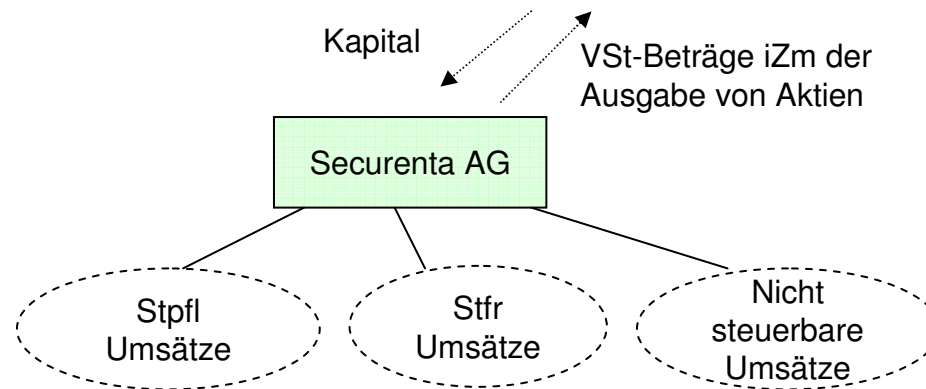 Kapital
VSt-Beträge iZm der
Ausgabe von Aktien
Securenta AG
Stpfl
Umsätze
Stfr
Umsätze
Nicht
steuerbare
Umsätze